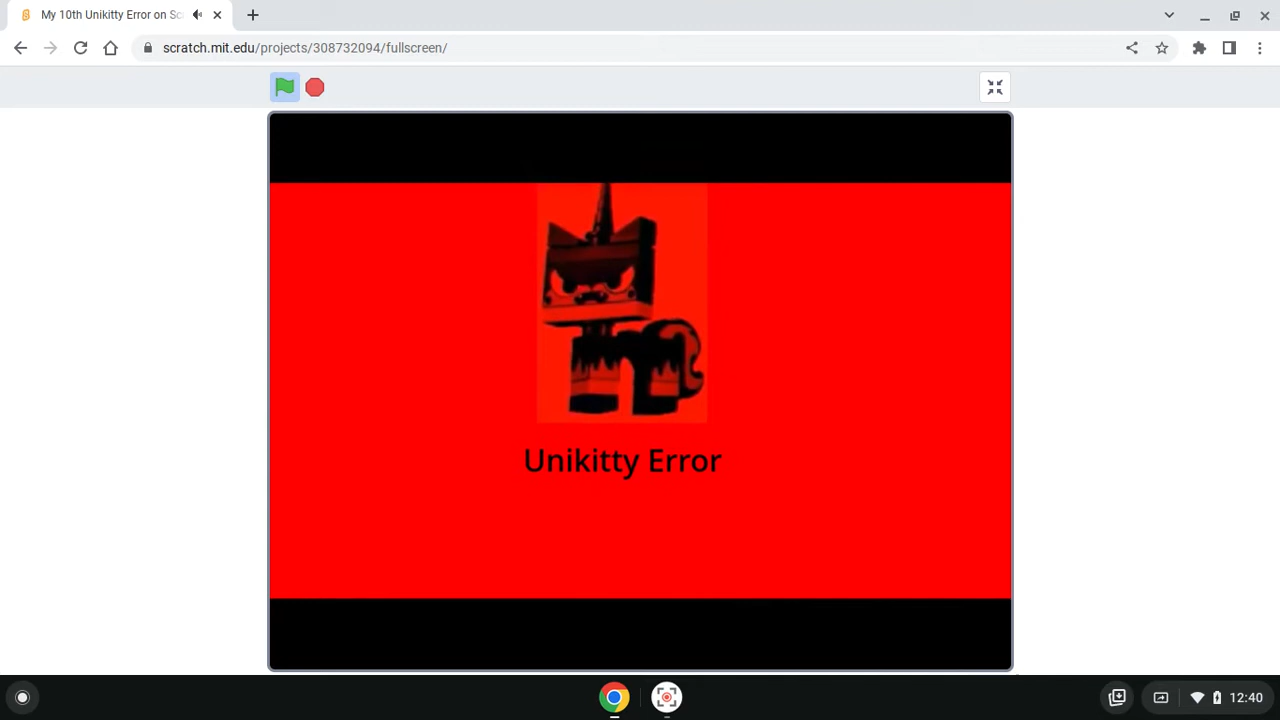 My 10th Unikitty Error on Sc
scratch.mit.edu/projects/308732094/fullscreen/
Unikitty Error
12:40